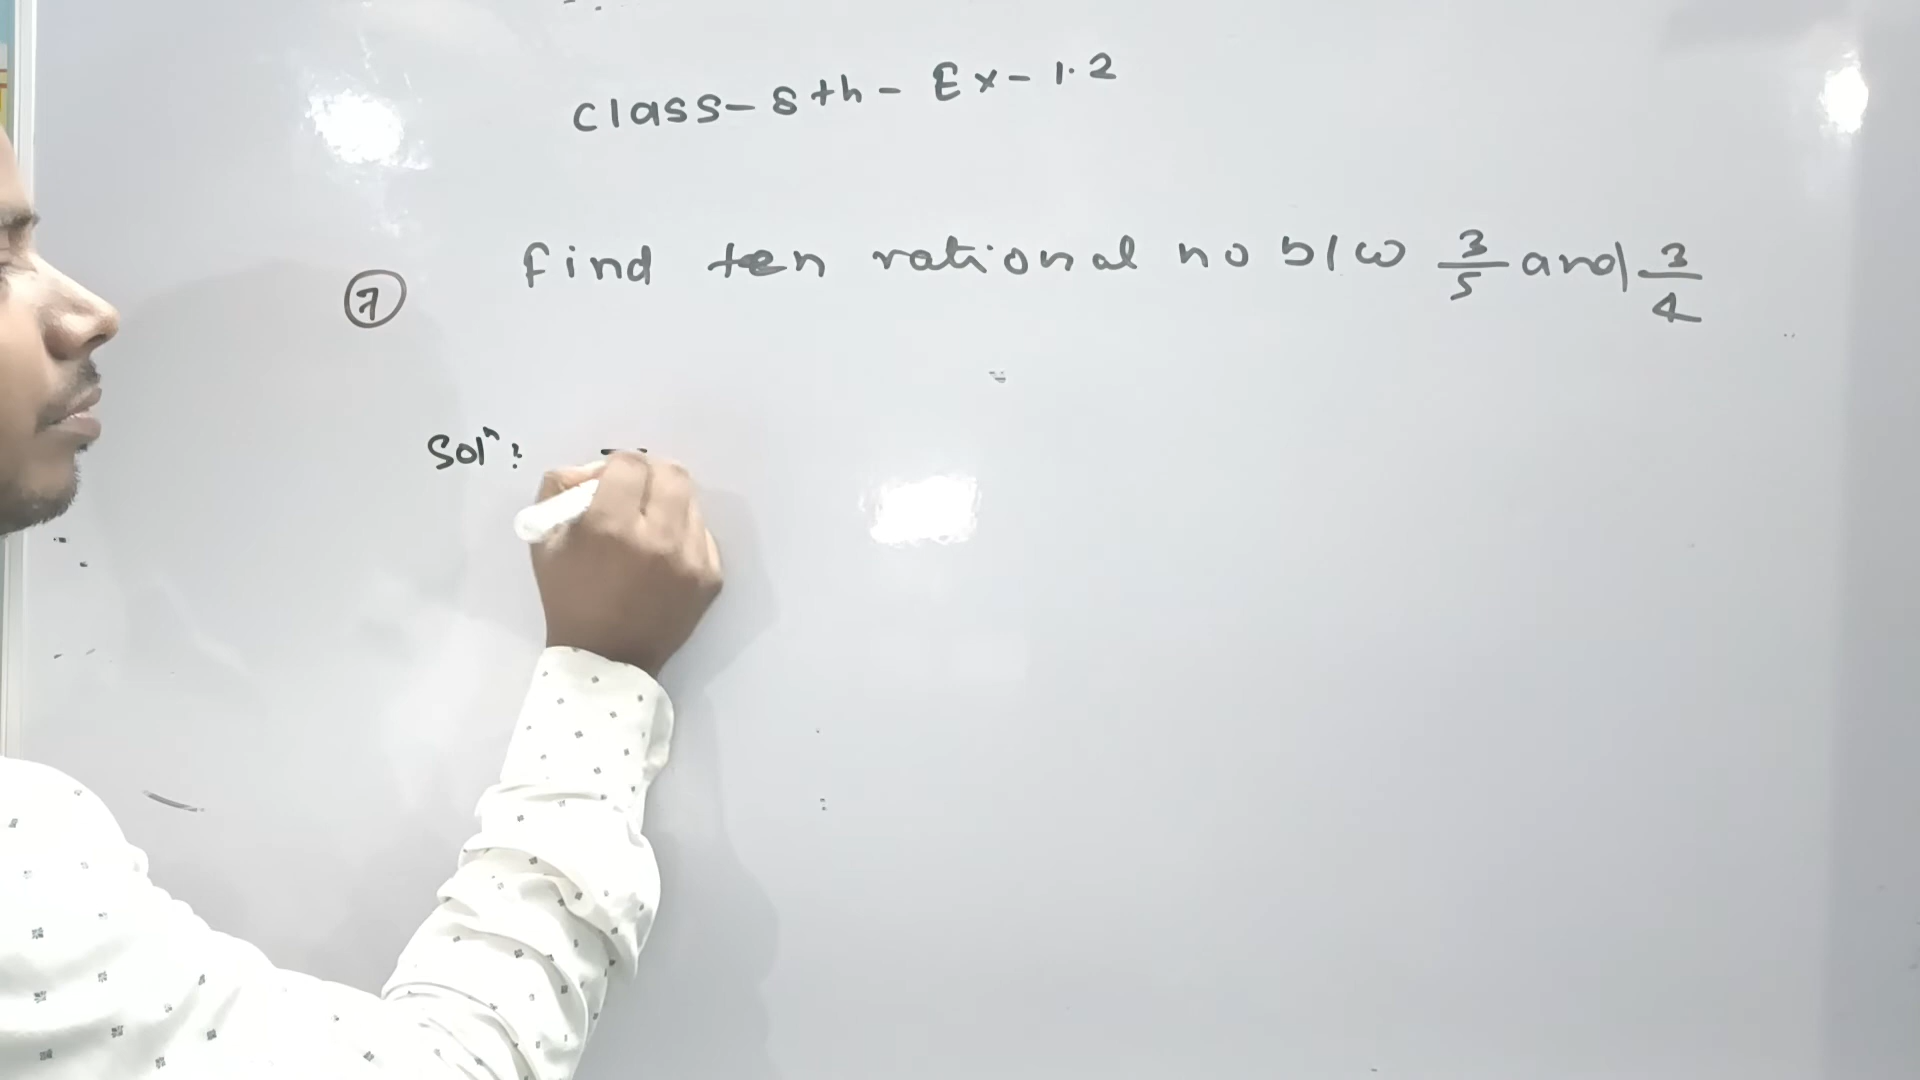 class-8th-Ex-1.2
7 find ten rational no b/w 3/5 and 3/4
Solⁿ: